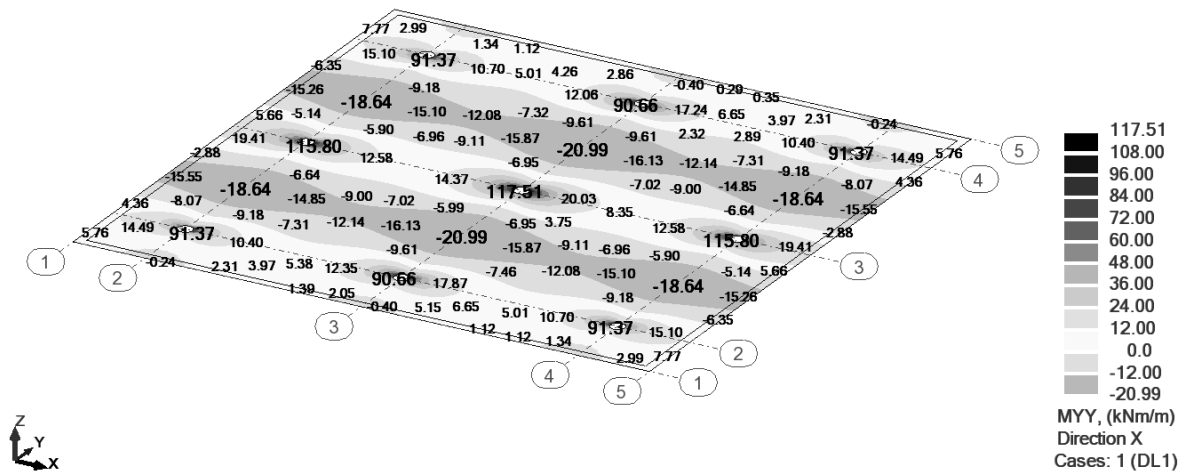 7.77 2.99
1.34 1.12
15.10 91.37 10.70 5.01 4.26 2.86 -0.40 0.29 0.35
-6.35 -9.18 12.06 90.66 17.24 6.65 3.97 2.31 -0.24
-15.26 -18.64 -15.10 -12.08 -7.32 -9.61
5.66 -5.14 -5.90 -6.96 -9.11 -15.87 -9.61 2.32 2.89 10.40 91.37 14.49 5.76
5
19.41 115.80 12.58 -20.99 -16.13 -12.14 -7.31 -9.18
4
-2.88 -6.64 -6.95 -8.07 4.36
-15.55 -18.64 -14.85 -9.00 -7.02 14.37 117.51 20.03 -7.02 -9.00 -14.85 -18.64 -15.55
4.36 -8.07 -9.18 -7.31 -12.14 -16.13 -5.99 -6.95 3.75 8.35 -6.64
5.76 14.49 91.37 10.40 -9.61 -20.99 -15.87 -9.11 -6.96 12.58 115.80 19.41 -2.88
1
2
3
-0.24 2.31 3.97 5.38 12.35 90.66 17.87 -7.46 -12.08 -15.10 -5.90 -5.14 5.66
1.39 2.05 -0.40 5.15 6.65 5.01 10.70 -9.18 -18.64 -15.26
3
1.12 1.12 1.34 91.37 15.10 -6.35
2.99 7.77
2
4
5
1
117.51
108.00
96.00
84.00
72.00
60.00
48.00
36.00
24.00
12.00
0.0
-12.00
-20.99
MYY, (kNm/m)
Direction X
Cases: 1 (DL1)
Z
Y
X